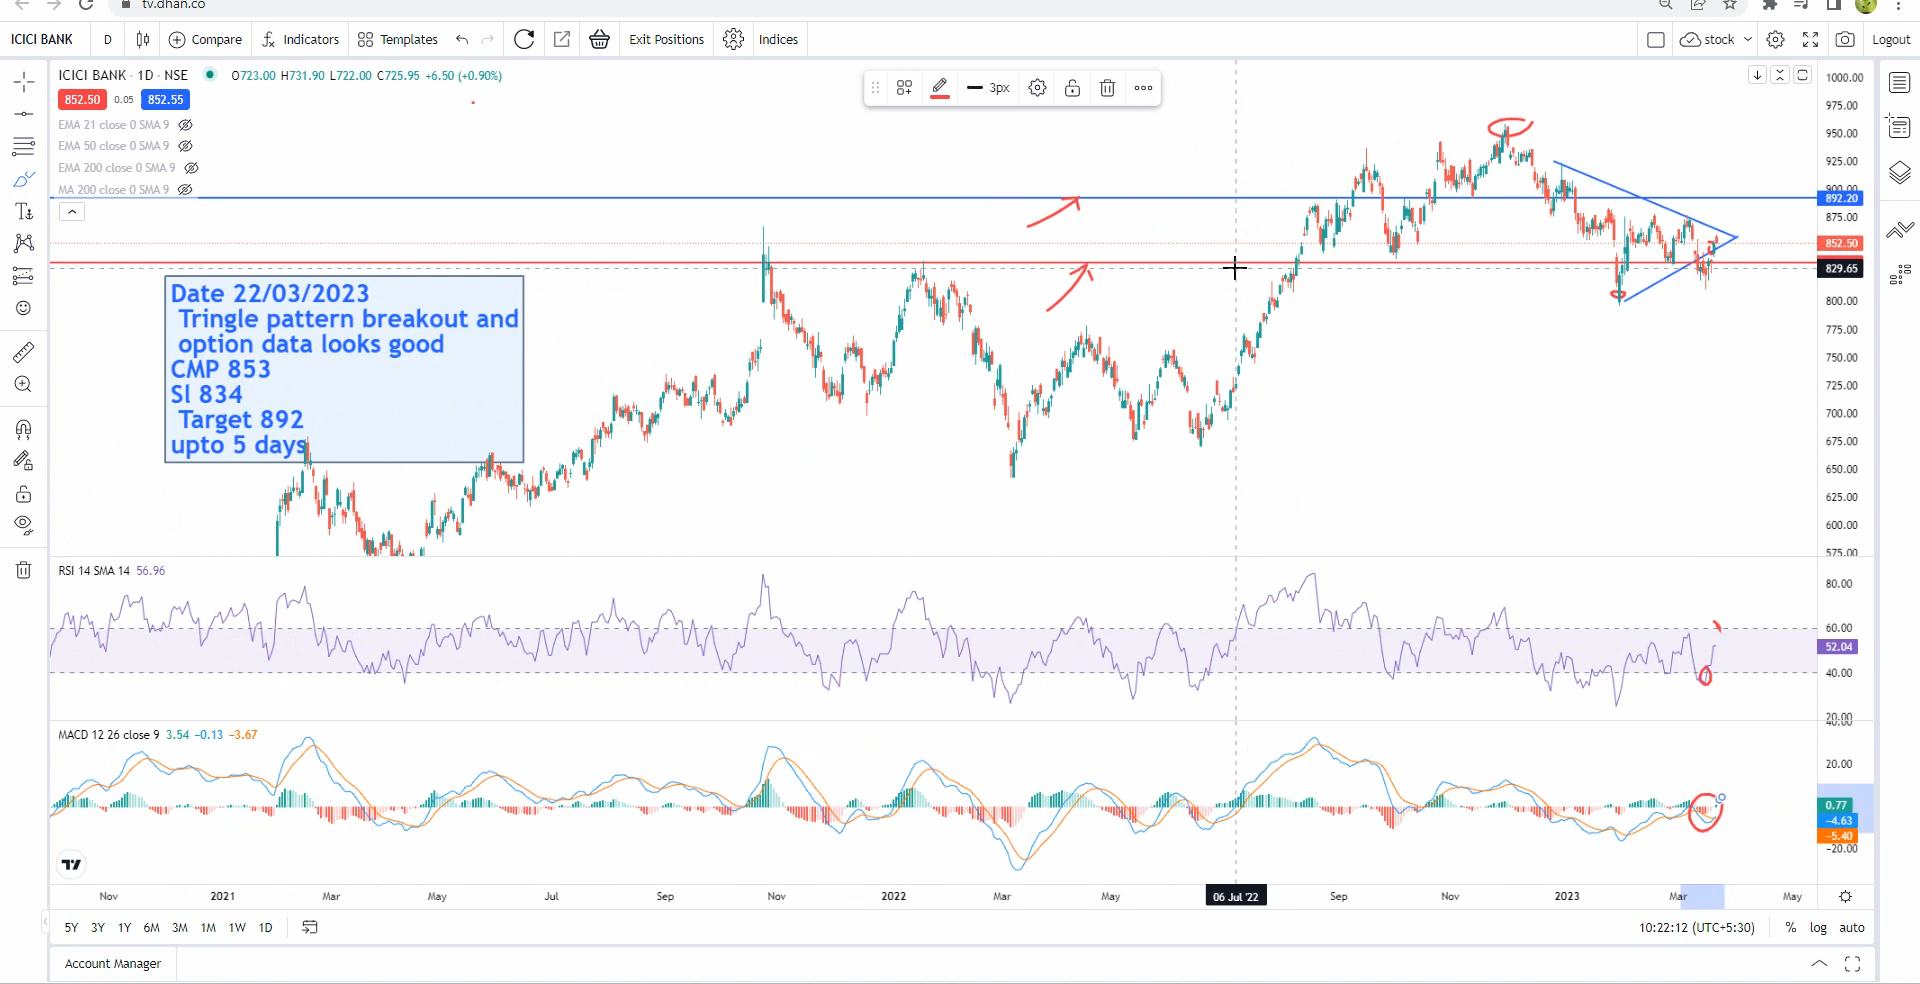 tv.dhan.co
ICICI BANK D Compare Indicators Templates Exit Positions Indices stock Logout
ICICI BANK · 1D · NSE O723.00 H731.90 L722.00 C725.95 +6.50 (+0.90%)
852.50 0.05 852.55
EMA 21 close 0 SMA 9
EMA 50 close 0 SMA 9
EMA 200 close 0 SMA 9
MA 200 close 0 SMA 9
3px
1000.00
975.00
950.00
925.00
900.00
892.20
875.00
852.50
829.65
800.00
775.00
750.00
725.00
700.00
675.00
650.00
625.00
600.00
575.00
Date 22/03/2023
Tringle pattern breakout and
option data looks good
CMP 853
Sl 834
Target 892
upto 5 days
RSI 14 SMA 14 56.96
80.00
60.00
52.04
40.00
20.00
MACD 12 26 close 9 3.54 −0.13 −3.67
40.00
20.00
0.77
−4.63
−5.40
−20.00
Nov 2021 Mar May Jul Sep Nov 2022 Mar May 06 Jul '22 Sep Nov 2023 Mar May
5Y 3Y 1Y 6M 3M 1M 1W 1D 10:22:12 (UTC+5:30) % log auto
Account Manager